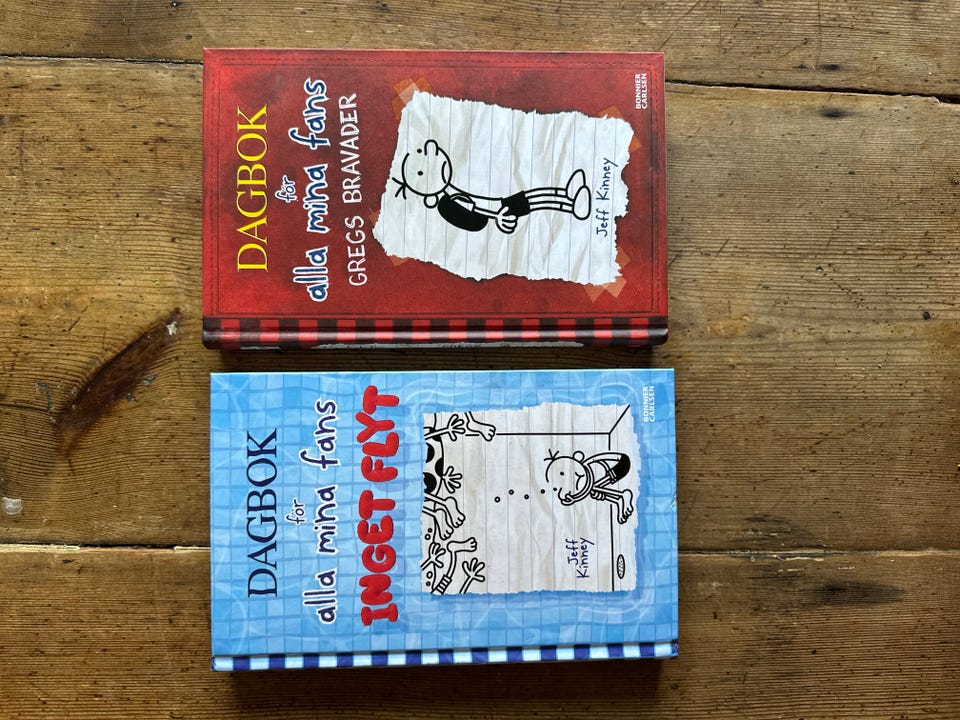 DAGBOK
för
alla mina fans
GREGS BRAVADER
Jeff Kinney
BONNIER
CARLSEN
DAGBOK
för
alla mina fans
INGET FLYT
Jeff
Kinney
BONNIER
CARLSEN